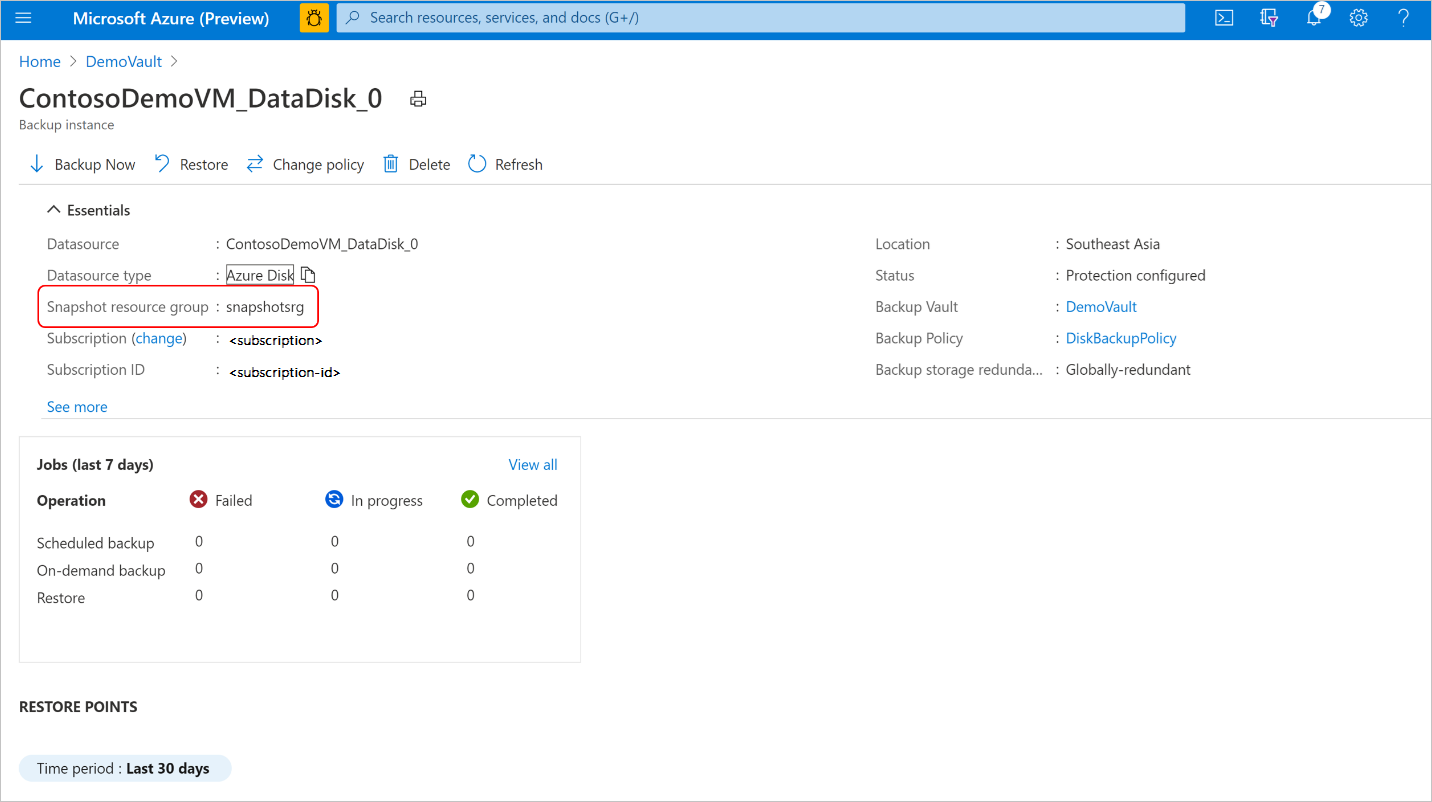 Microsoft Azure (Preview)
Search resources, services, and docs (G+/)
7
Home > DemoVault >
ContosoDemoVM_DataDisk_0
Backup instance
Backup Now Restore Change policy Delete Refresh
Essentials
Datasource : ContosoDemoVM_DataDisk_0
Location : Southeast Asia
Datasource type : Azure Disk
Status : Protection configured
Snapshot resource group : snapshotsrg
Backup Vault : DemoVault
Subscription (change) : <subscription>
Backup Policy : DiskBackupPolicy
Subscription ID : <subscription-id>
Backup storage redunda... : Globally-redundant
See more
Jobs (last 7 days) View all
Operation Failed In progress Completed
Scheduled backup 0 0 0
On-demand backup 0 0 0
Restore 0 0 0
RESTORE POINTS
Time period : Last 30 days